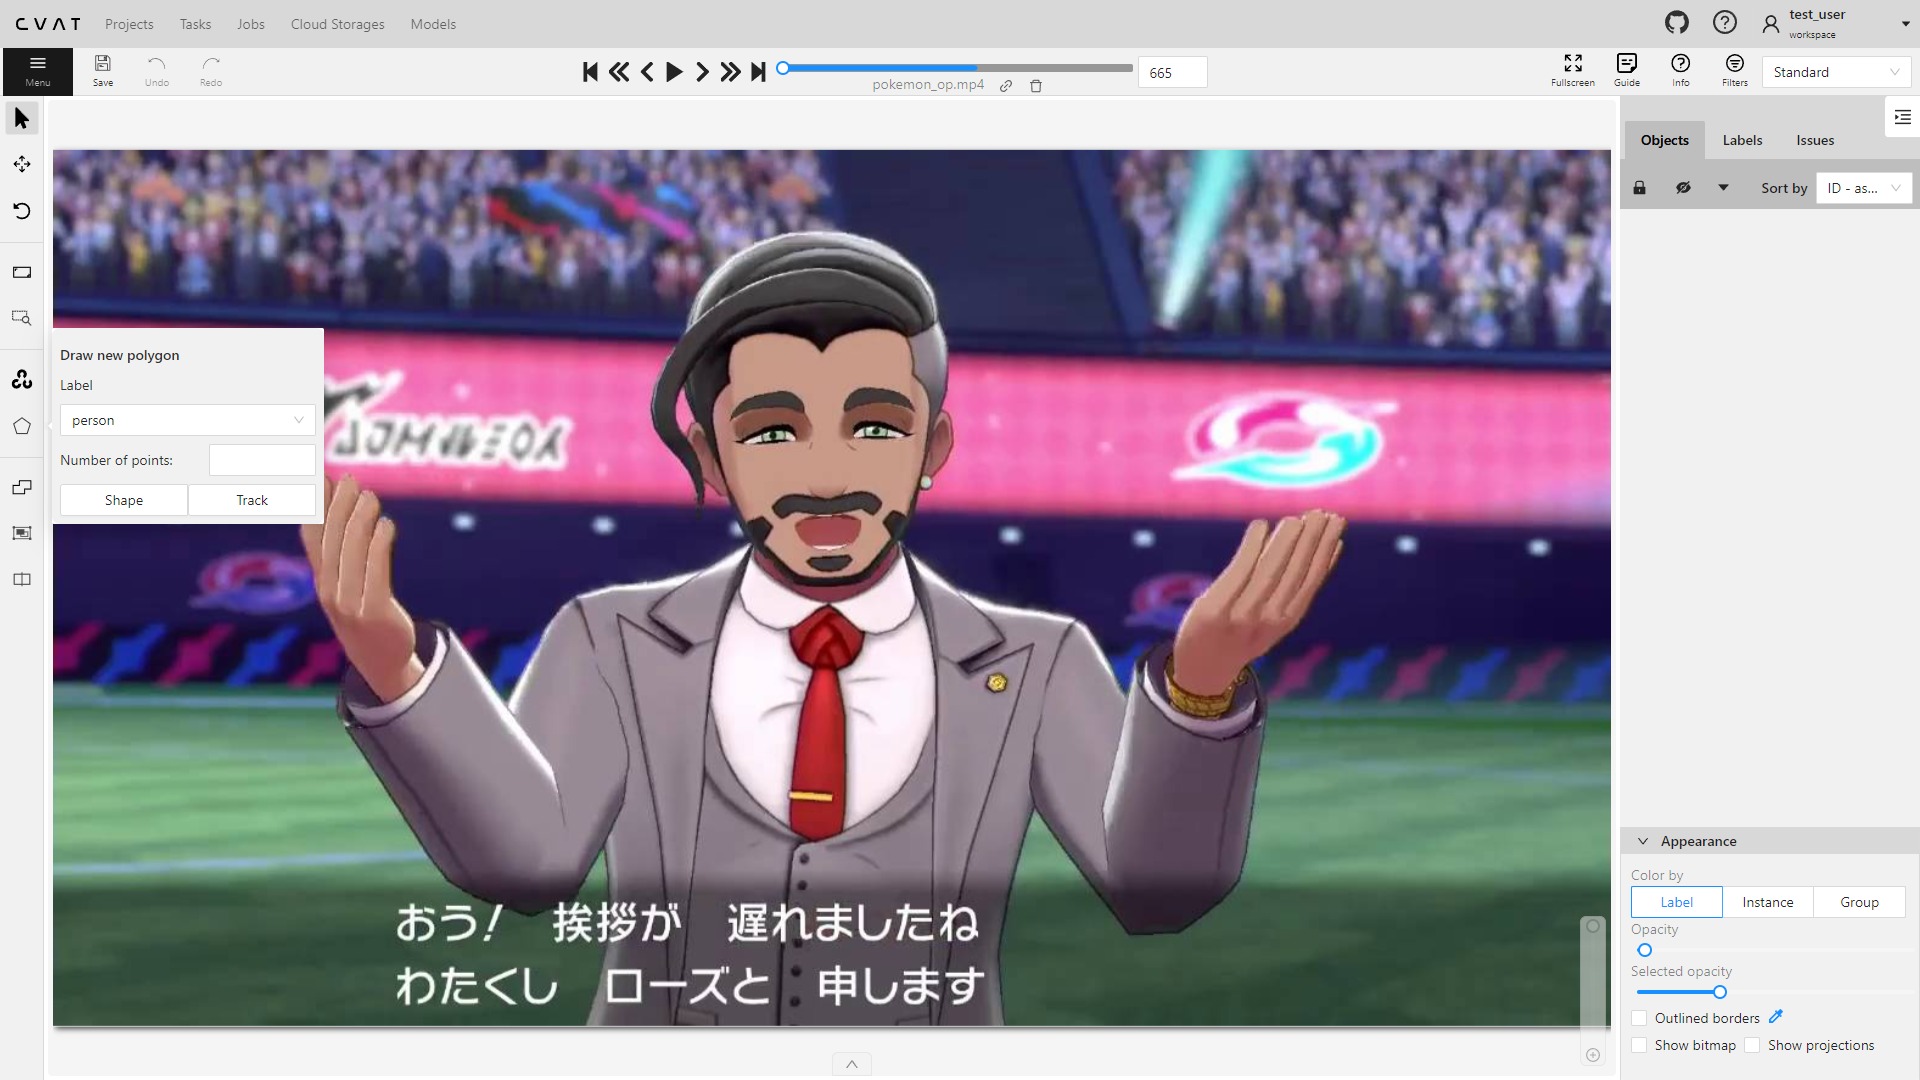 CVAT
Projects
Tasks
Jobs
Cloud Storages
Models
test_user
workspace
Menu
Save
Undo
Redo
pokemon_op.mp4
665
Fullscreen
Guide
Info
Filters
Standard
Objects
Labels
Issues
Sort by
ID - as...
Draw new polygon
Label
person
Number of points:
Shape
Track
おう！ 挨拶が 遅れましたね
わたくし ローズと 申します
Appearance
Color by
Label
Instance
Group
Opacity
Selected opacity
Outlined borders
Show bitmap
Show projections